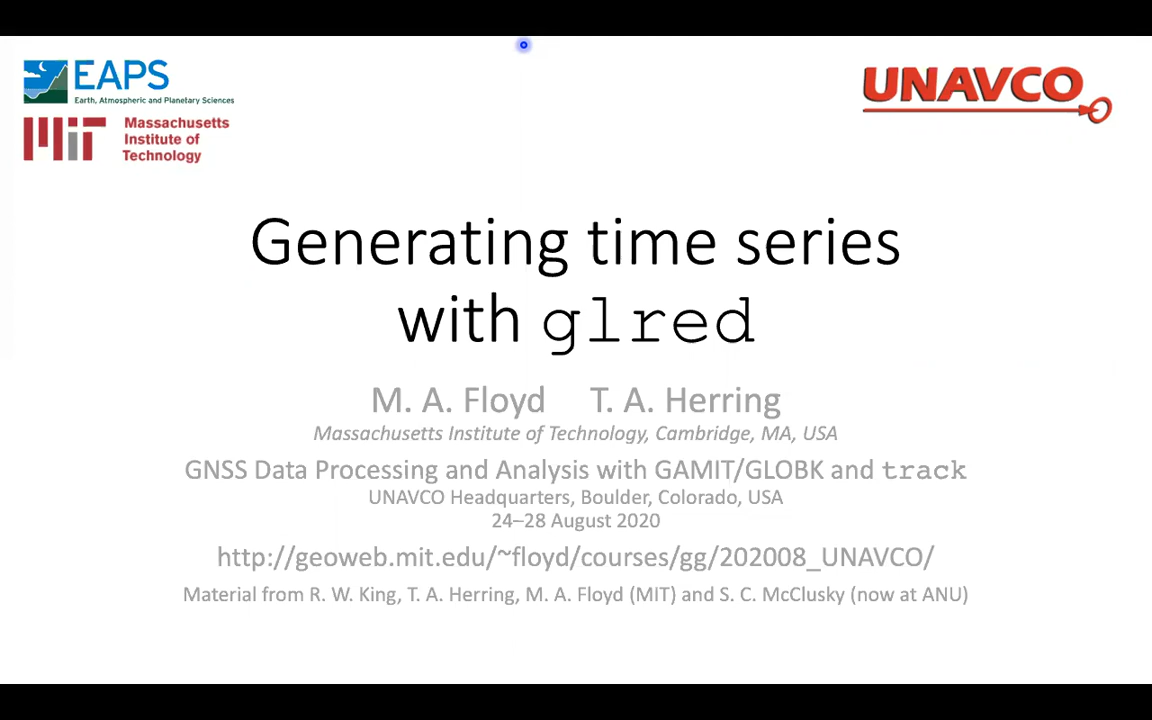 EAPS
Earth, Atmospheric and Planetary Sciences
MIT
Massachusetts
Institute of
Technology
UNAVCO
Generating time series
with glred
M. A. Floyd T. A. Herring
Massachusetts Institute of Technology, Cambridge, MA, USA
GNSS Data Processing and Analysis with GAMIT/GLOBK and track
UNAVCO Headquarters, Boulder, Colorado, USA
24–28 August 2020
http://geoweb.mit.edu/~floyd/courses/gg/202008_UNAVCO/
Material from R. W. King, T. A. Herring, M. A. Floyd (MIT) and S. C. McClusky (now at ANU)